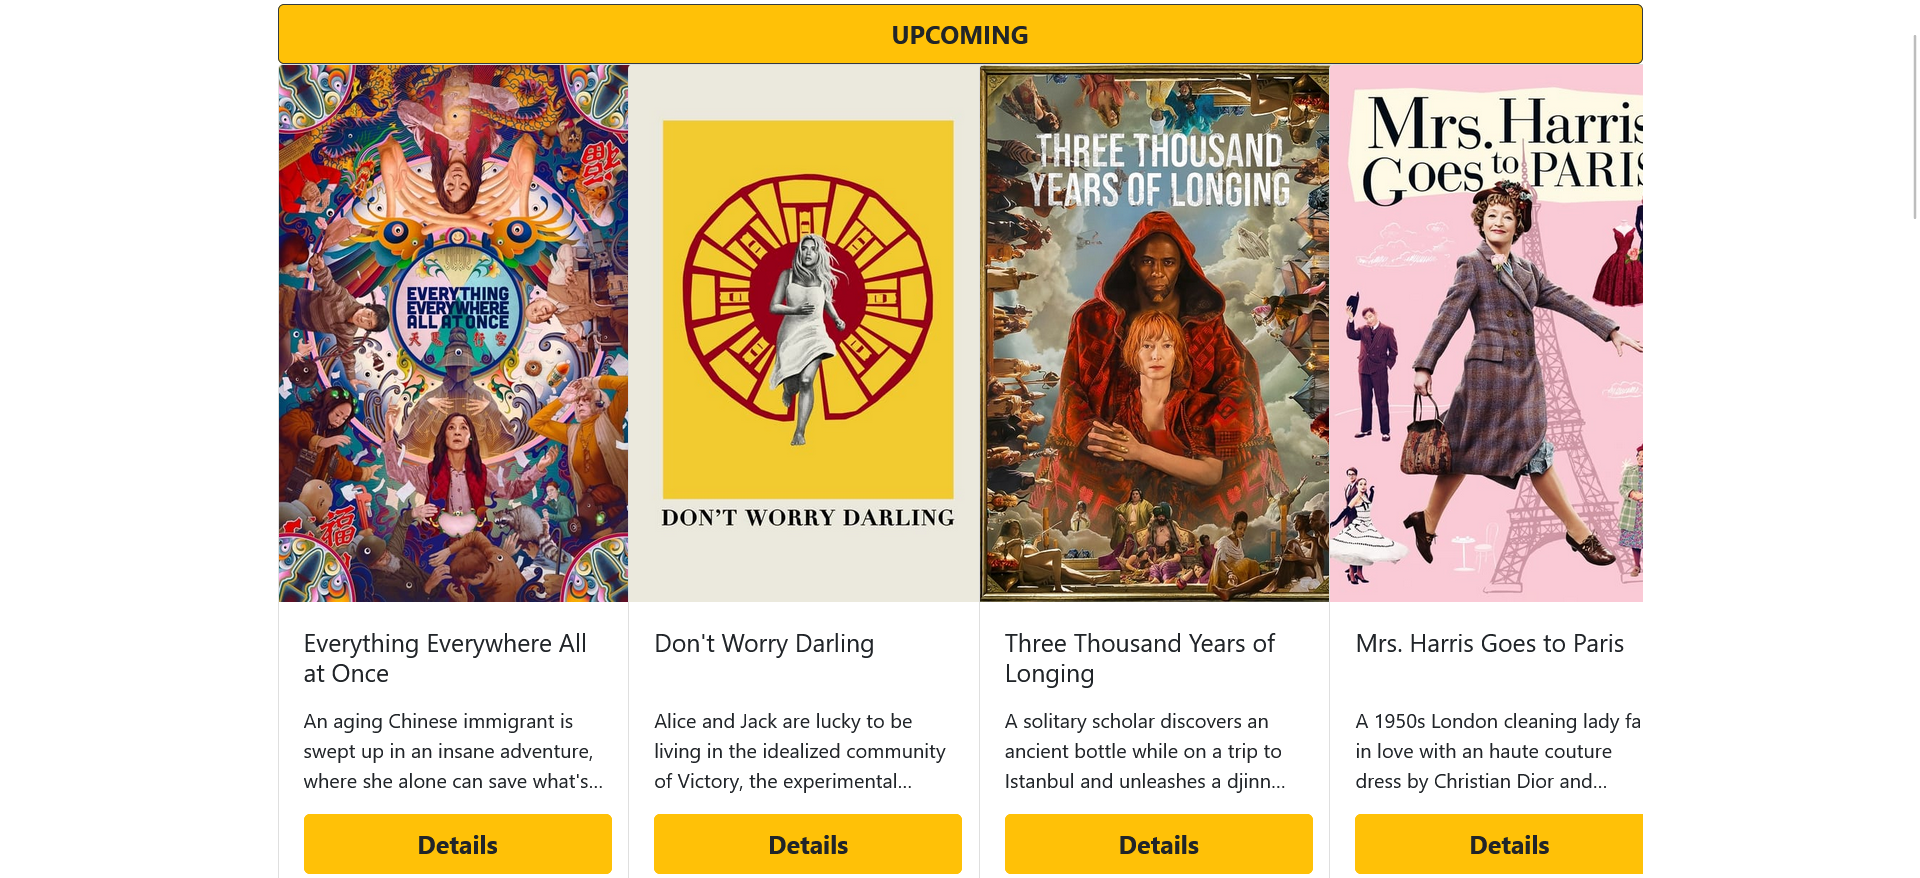 UPCOMING
EVERYTHING
EVERYWHERE
ALL AT ONCE
福
DON'T WORRY DARLING
THREE THOUSAND
YEARS OF LONGING
Mrs. Harris
Goes to PARIS
Everything Everywhere All
at Once
An aging Chinese immigrant is
swept up in an insane adventure,
where she alone can save what's...
Details
Don't Worry Darling
Alice and Jack are lucky to be
living in the idealized community
of Victory, the experimental...
Details
Three Thousand Years of
Longing
A solitary scholar discovers an
ancient bottle while on a trip to
Istanbul and unleashes a djinn...
Details
Mrs. Harris Goes to Paris
A 1950s London cleaning lady fa
in love with an haute couture
dress by Christian Dior and...
Details